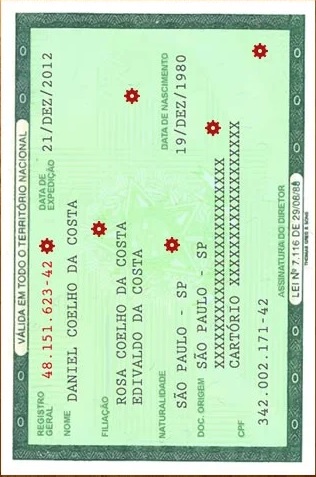 VÁLIDA EM TODO O TERRITÓRIO NACIONAL
REGISTRO GERAL 48.151.623-42 DATA DE EXPEDIÇÃO 21/DEZ/2012
NOME DANIEL COELHO DA COSTA
FILIAÇÃO
ROSA COELHO DA COSTA
EDIVALDO DA COSTA
NATURALIDADE DATA DE NASCIMENTO
SÃO PAULO - SP 19/DEZ/1980
DOC. ORIGEM SÃO PAULO - SP
XXXXXXXXXXXXXXXXXXXXXXX
CARTÓRIO XXXXXXXXXXXXXXXXX
CPF
342.002.171-42
ASSINATURA DO DIRETOR
LEI Nº 7.116 DE 29/08/83